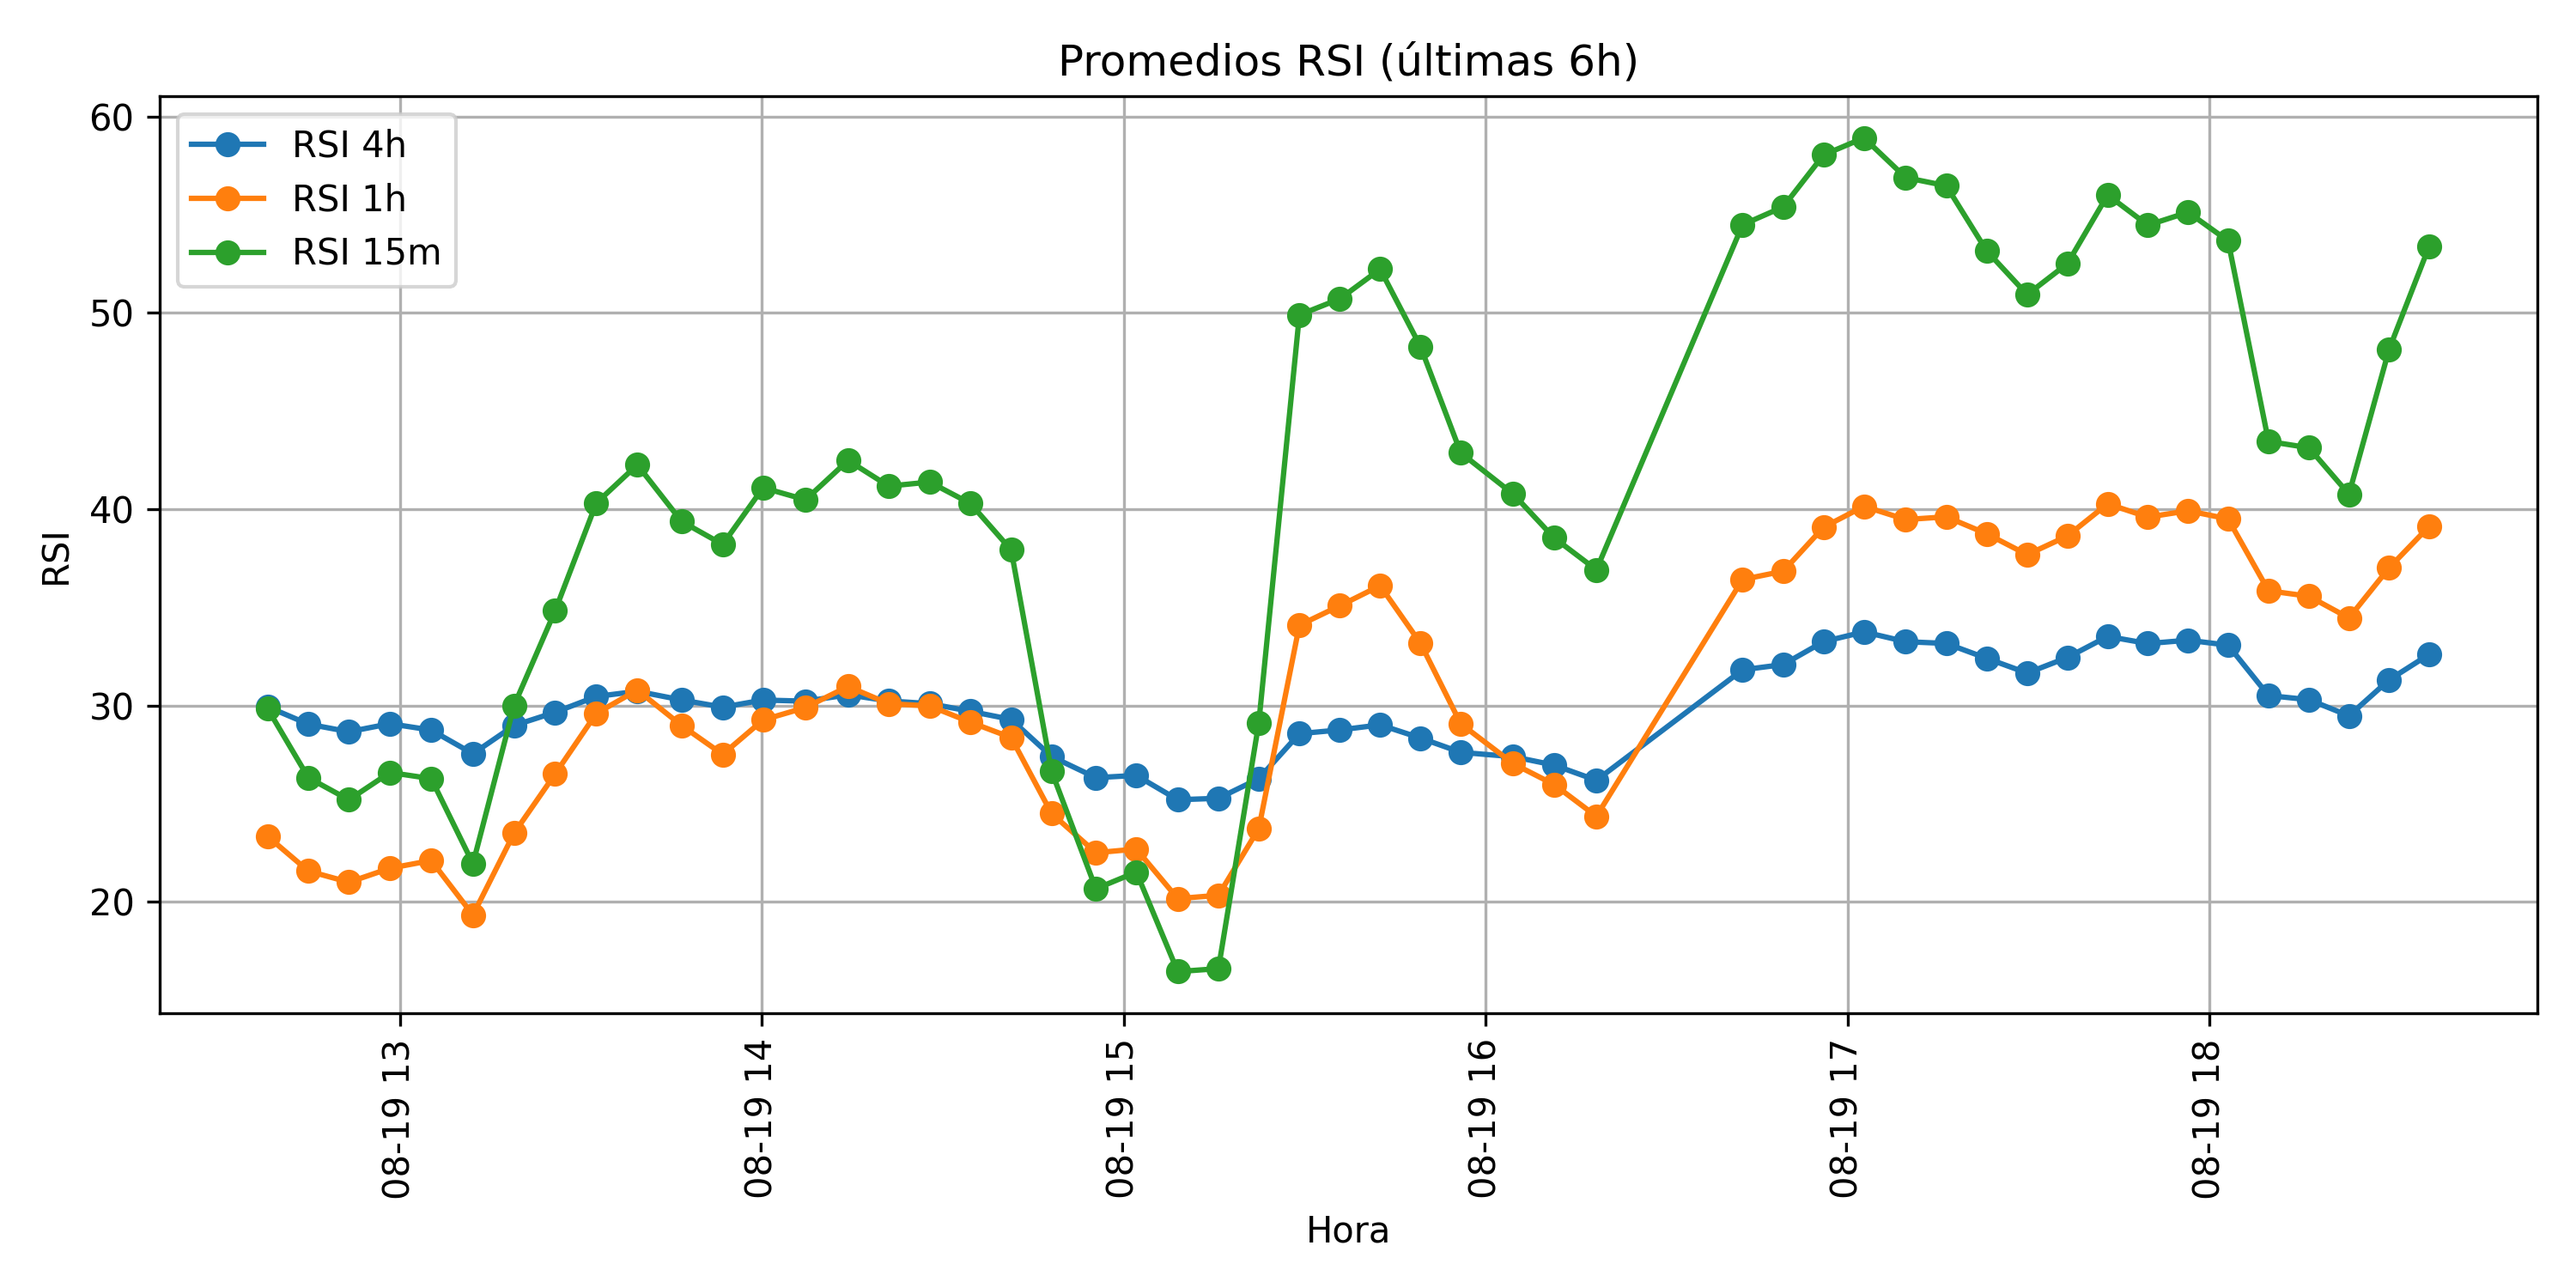 Promedios RSI (últimas 6h)
RSI 4h
RSI 1h
RSI 15m
60
50
40
30
20
RSI
08-19 13
08-19 14
08-19 15
08-19 16
08-19 17
08-19 18
Hora